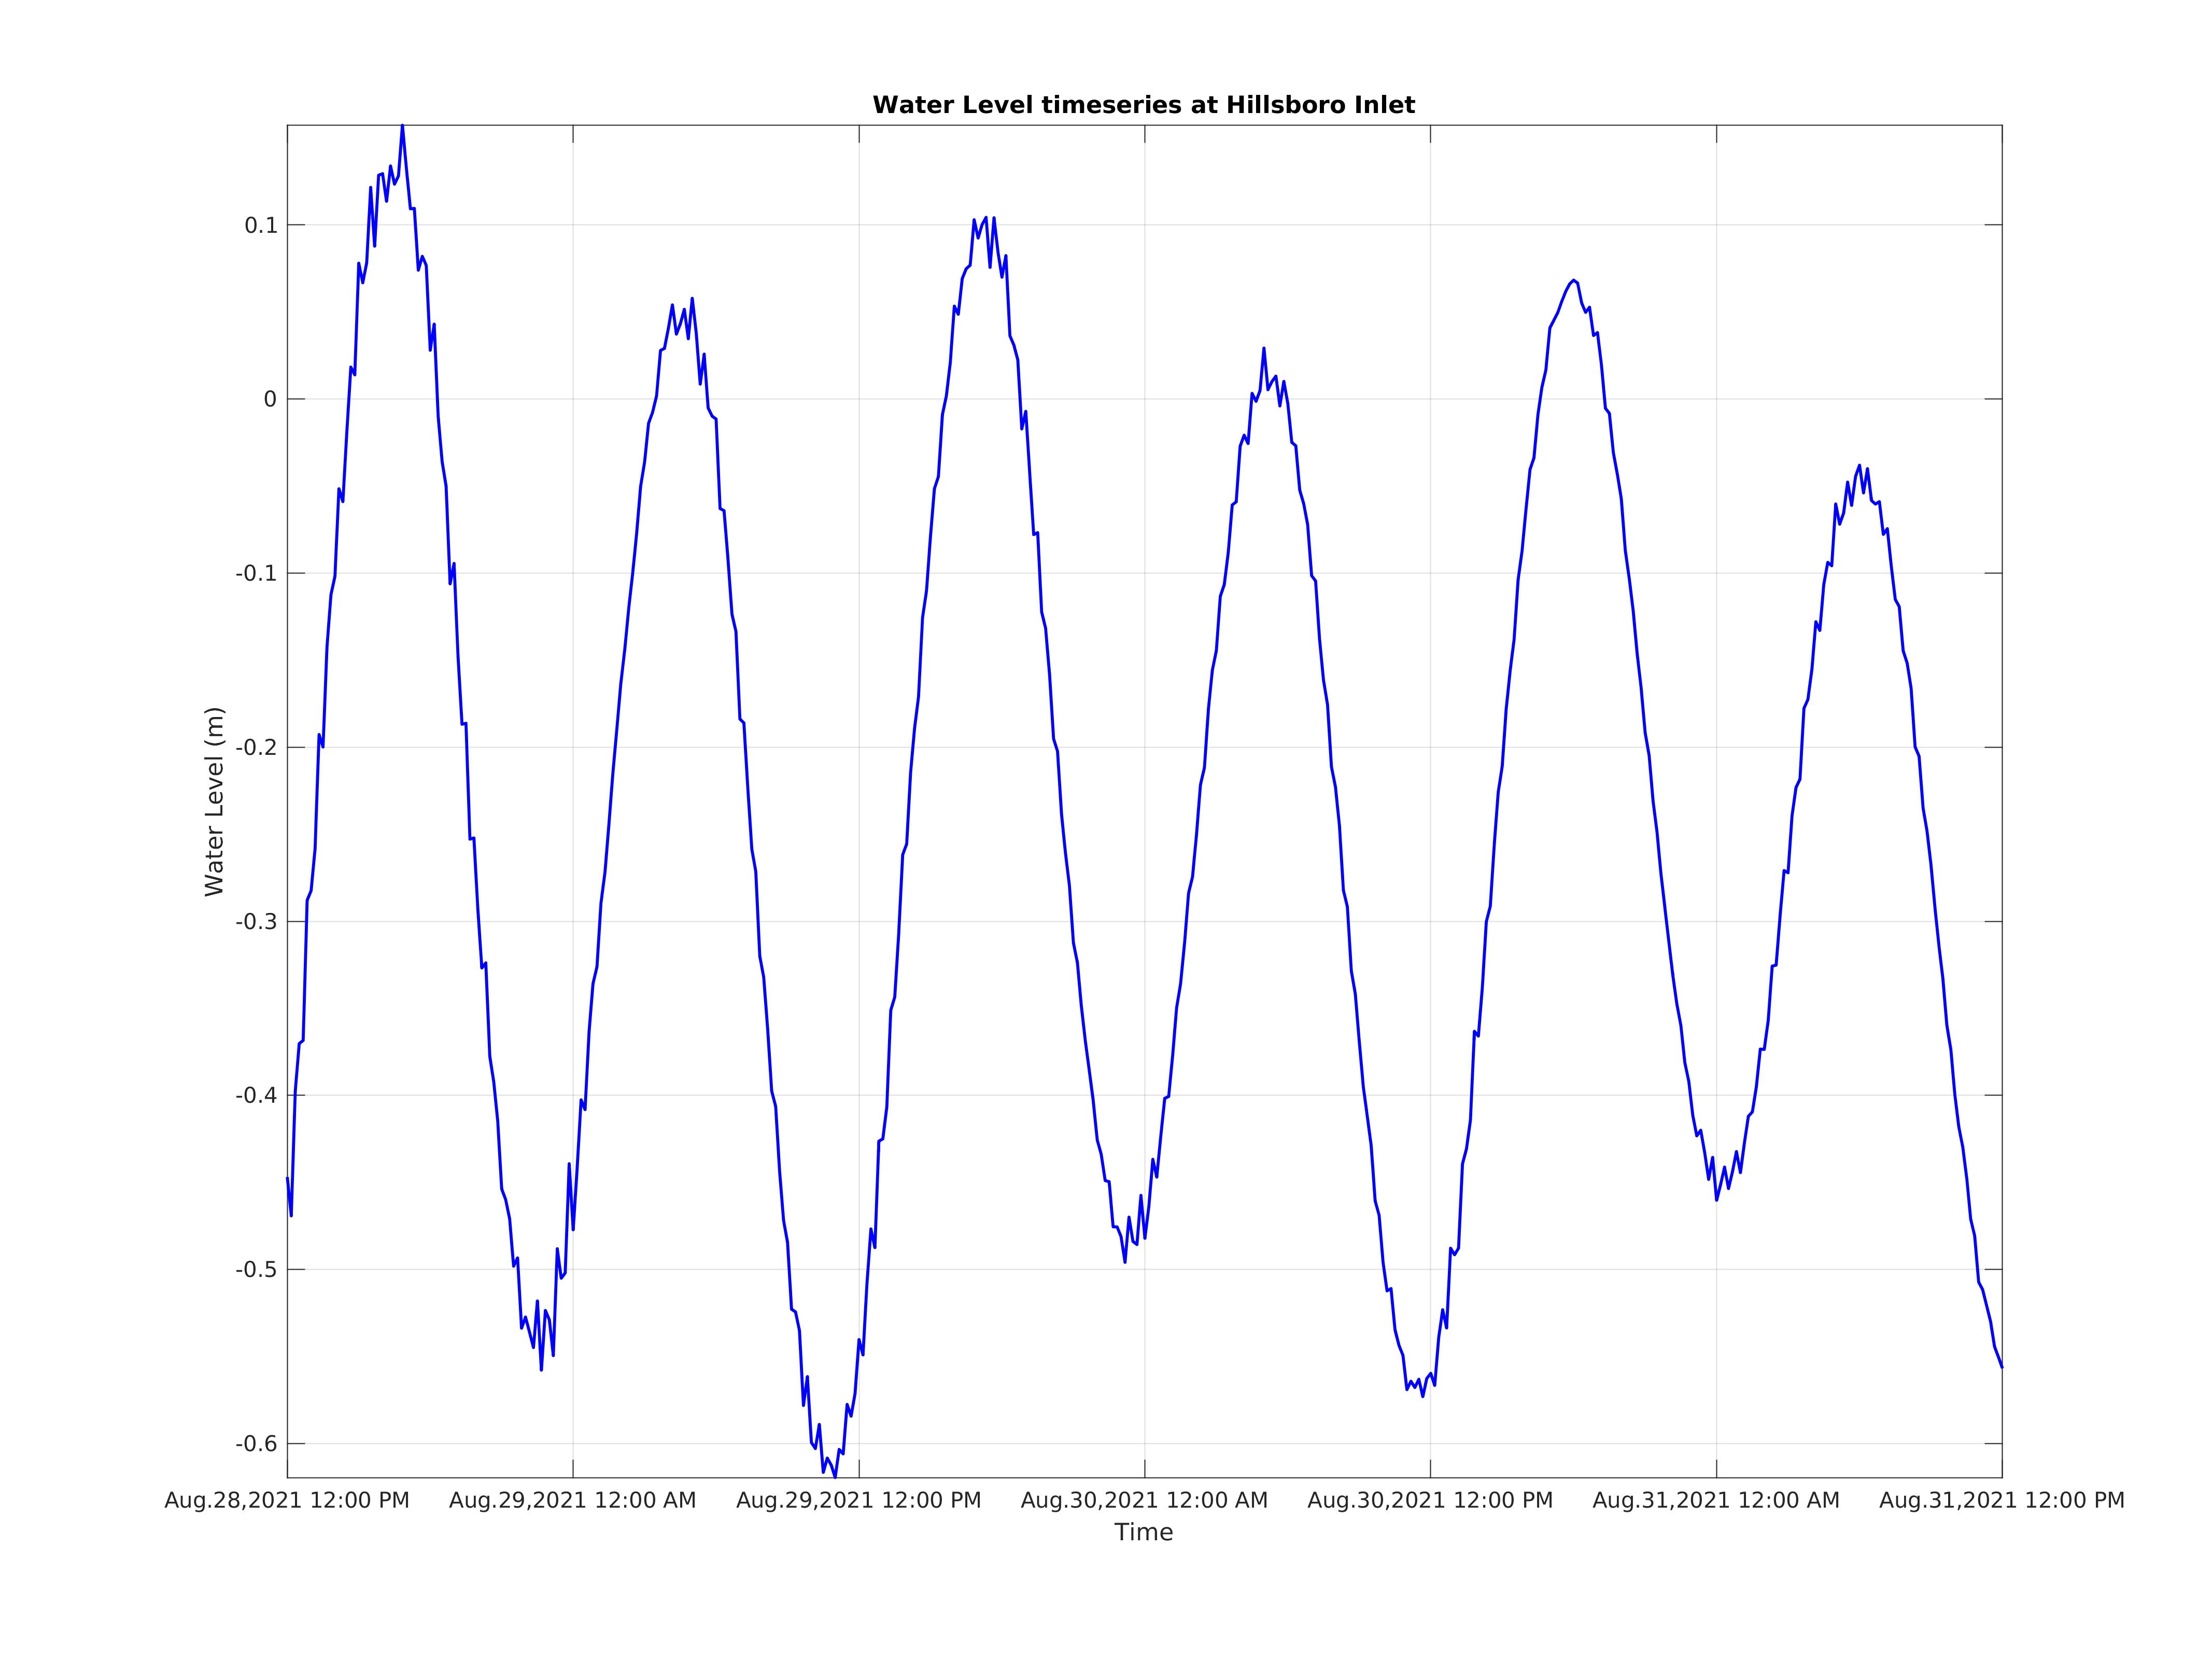 Water Level timeseries at Hillsboro Inlet
0.1
0
-0.1
-0.2
-0.3
-0.4
-0.5
-0.6
Water Level (m)
Aug.28,2021 12:00 PM
Aug.29,2021 12:00 AM
Aug.29,2021 12:00 PM
Aug.30,2021 12:00 AM
Aug.30,2021 12:00 PM
Aug.31,2021 12:00 AM
Aug.31,2021 12:00 PM
Time